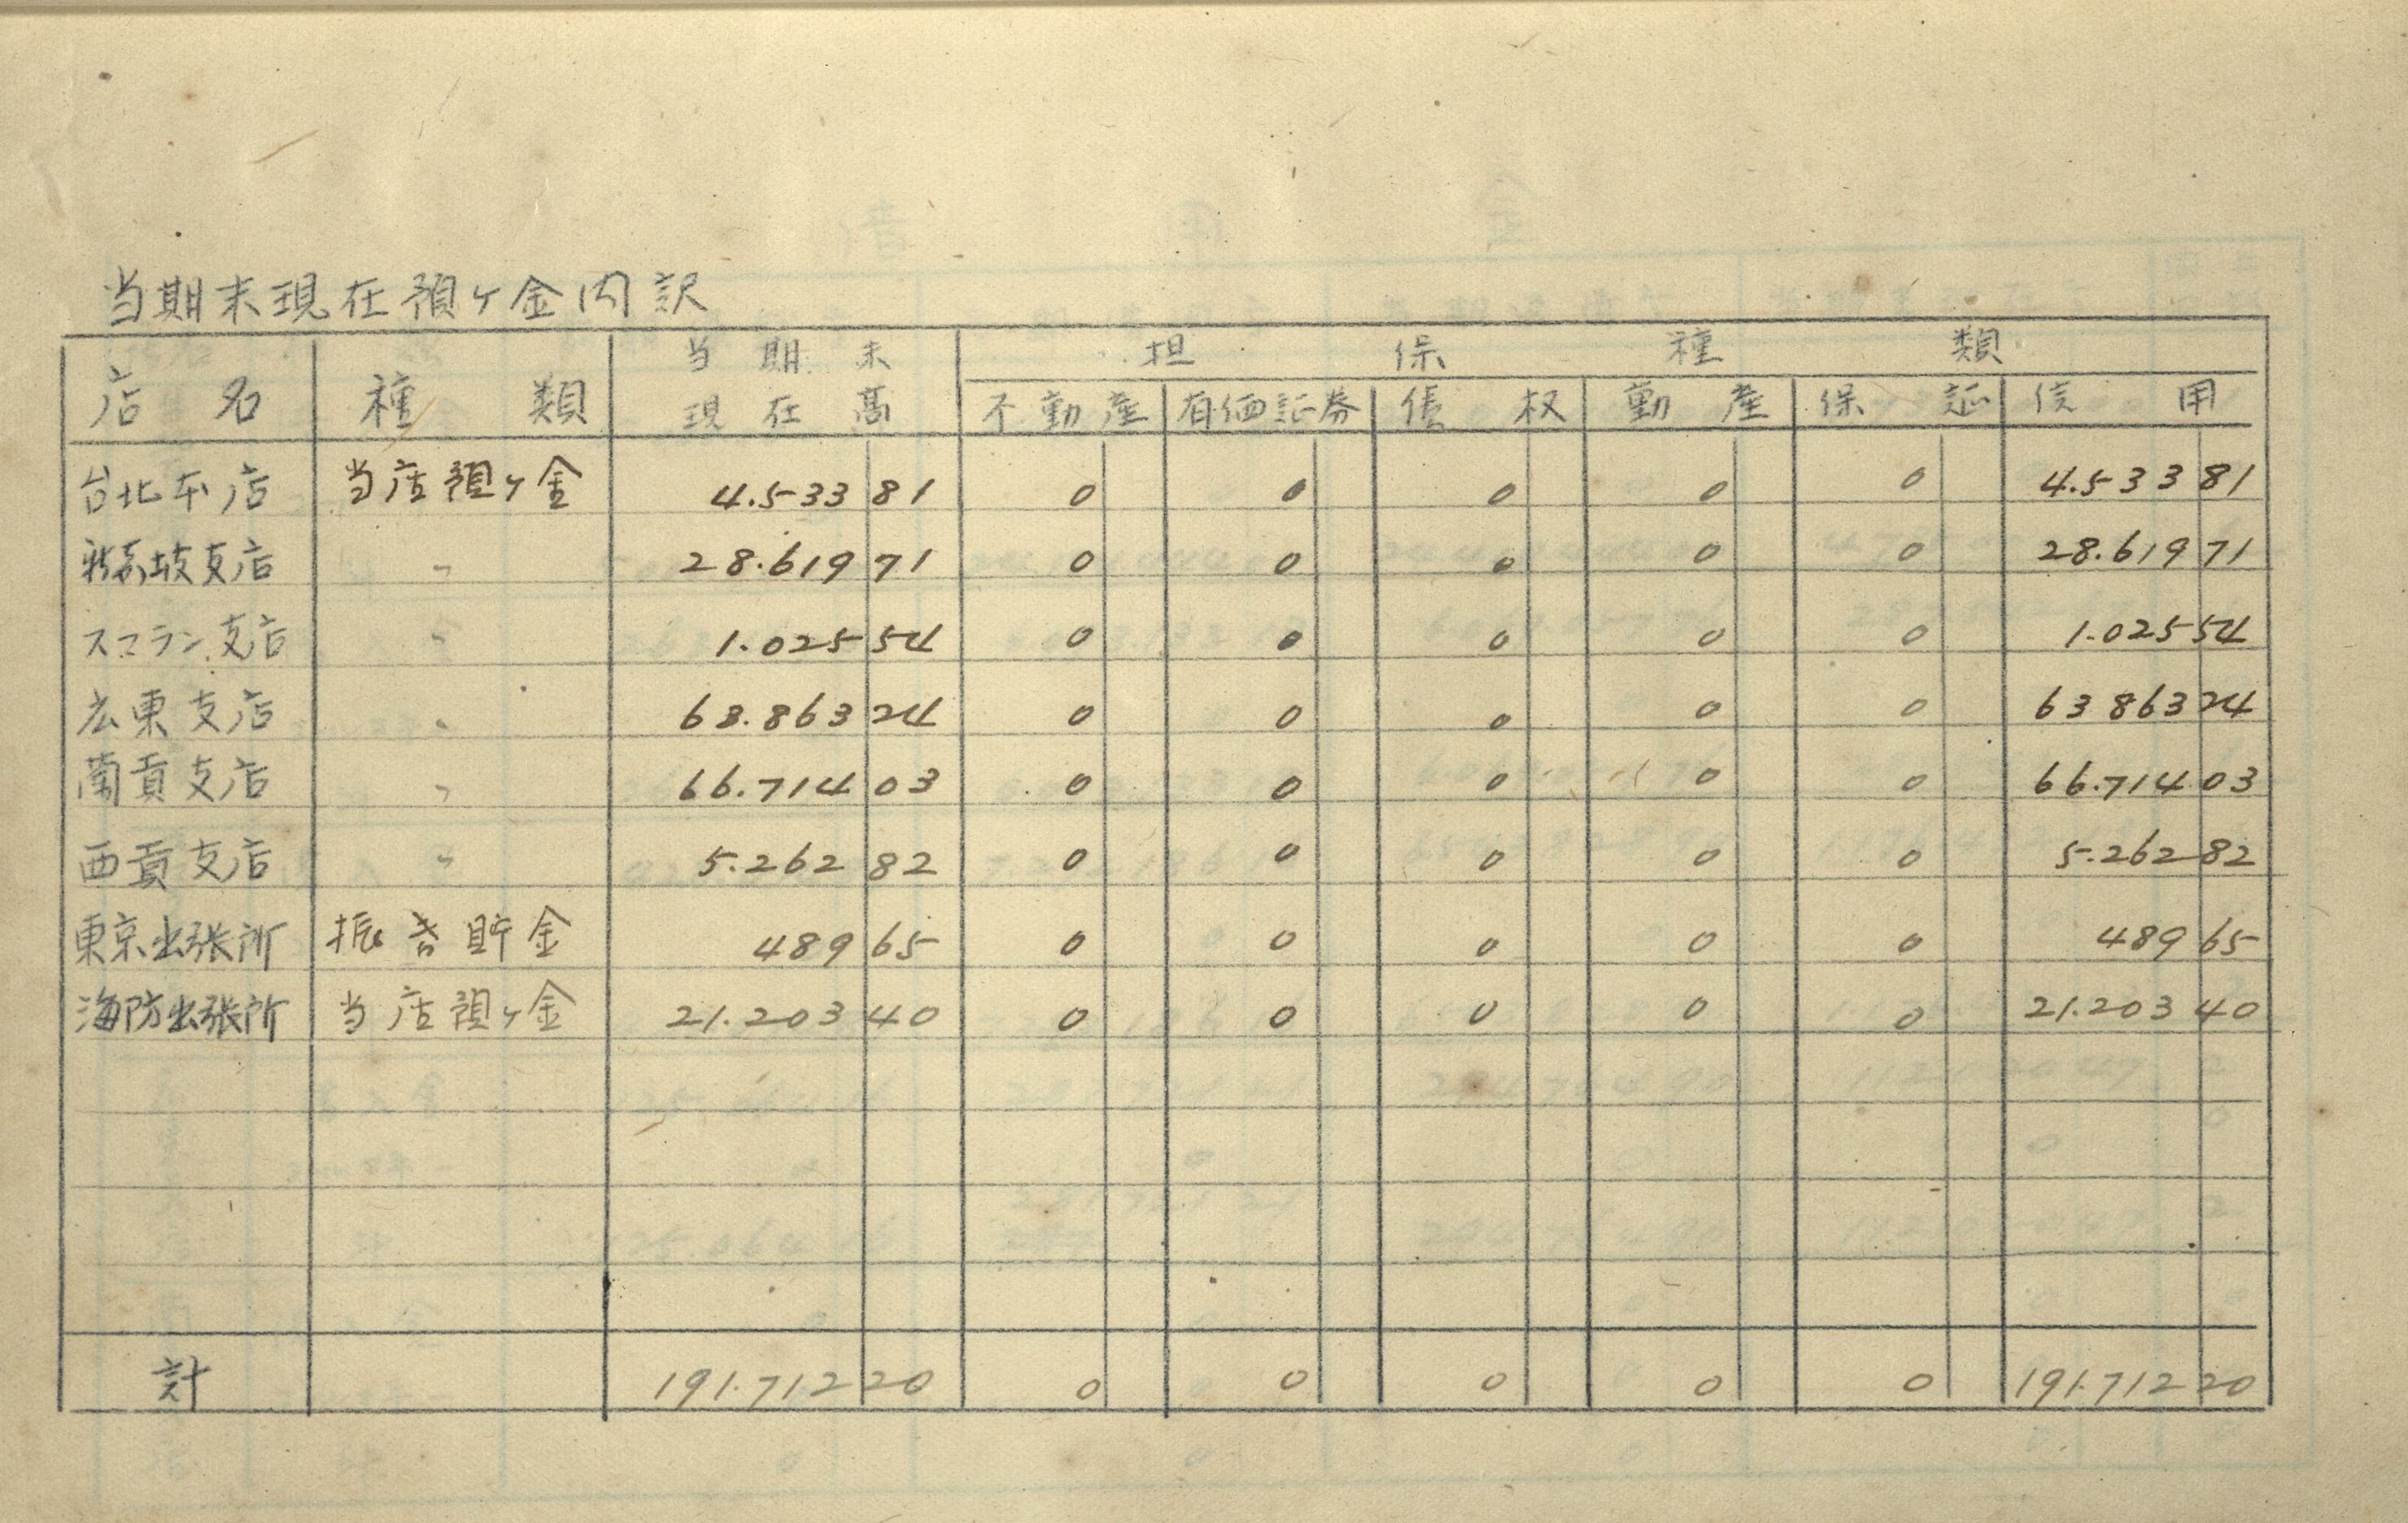 当期末現在預ヶ金内訳
店名 種類 当期末現在高 担保種類
不動産 有価証券 債权 動産 保証 信用
台北本店 当店預ヶ金 4.533 81 0 0 0 0 0 4.533 81
新嘉坡支店 〃 28.619 71 0 0 0 0 0 28.619 71
スマラン支店 〃 1.025 54 0 0 0 0 0 1.025 54
広東支店 〃 63.863 24 0 0 0 0 0 63 863 24
蘭貢支店 〃 66.714 03 0 0 0 0 0 66.714 03
西貢支店 〃 5.262 82 0 0 0 0 0 5.262 82
東京出張所 振替貯金 489 65 0 0 0 0 0 489 65
海防出張所 当店預ヶ金 21.203 40 0 0 0 0 0 21.203 40
計 191.712 20 0 0 0 0 0 191.712 20